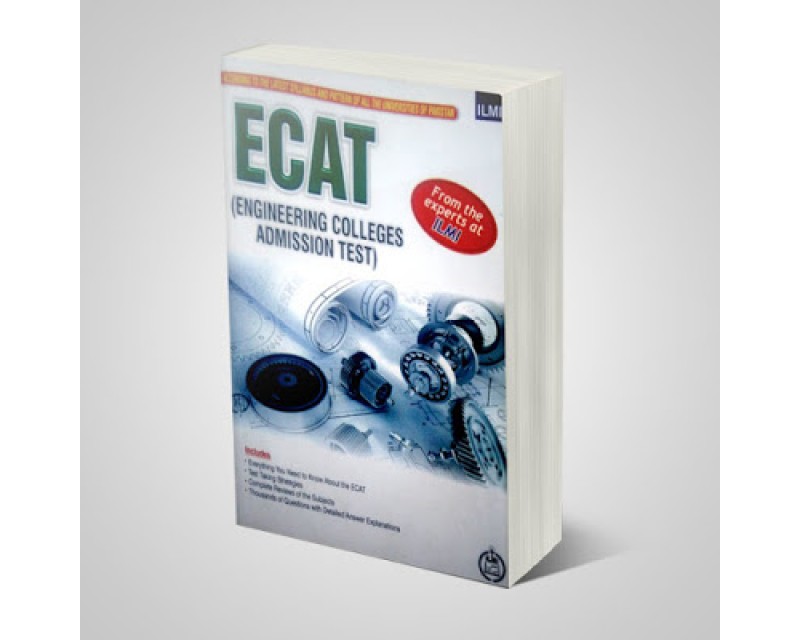 ACCORDING TO THE LATEST SYLLABUS AND PATTERN OF ALL THE UNIVERSITIES OF PAKISTAN
ILMI
ECAT
(ENGINEERING COLLEGES
ADMISSION TEST)
From the
experts at
ILMI
Includes
• Everything You Need to Know About the ECAT
• Test Taking Strategies
• Complete Reviews of the Subjects
• Thousands of Questions with Detailed Answer Explanations